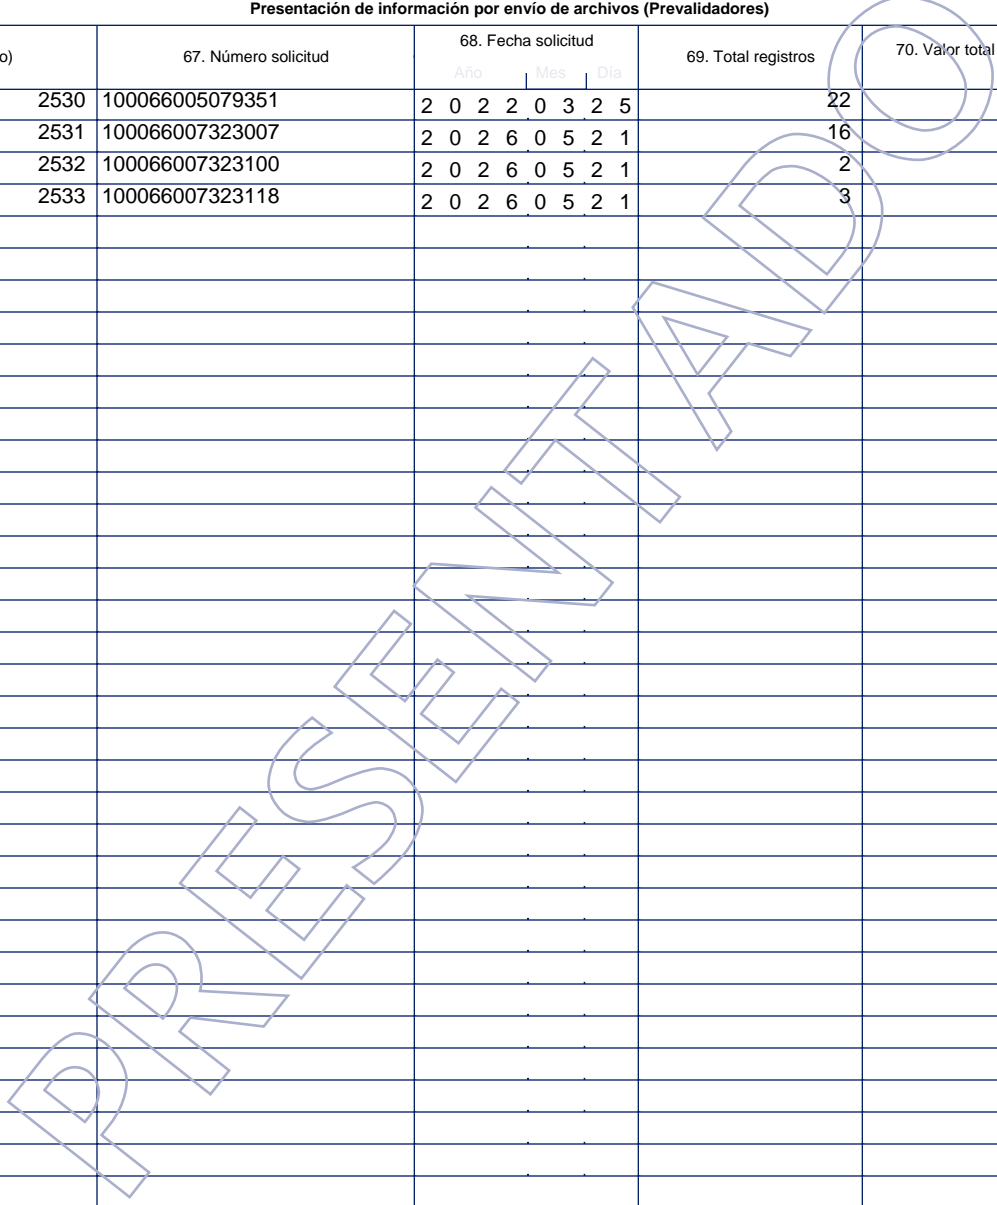 Presentación de información por envío de archivos (Prevalidadores)
o) 67. Número solicitud 68. Fecha solicitud 69. Total registros 70. Valor total
Año Mes Día
2530 100066005079351 2 0 2 2 0 3 2 5 22
2531 100066007323007 2 0 2 6 0 5 2 1 16
2532 100066007323100 2 0 2 6 0 5 2 1 2
2533 100066007323118 2 0 2 6 0 5 2 1 3
PRESENTADO